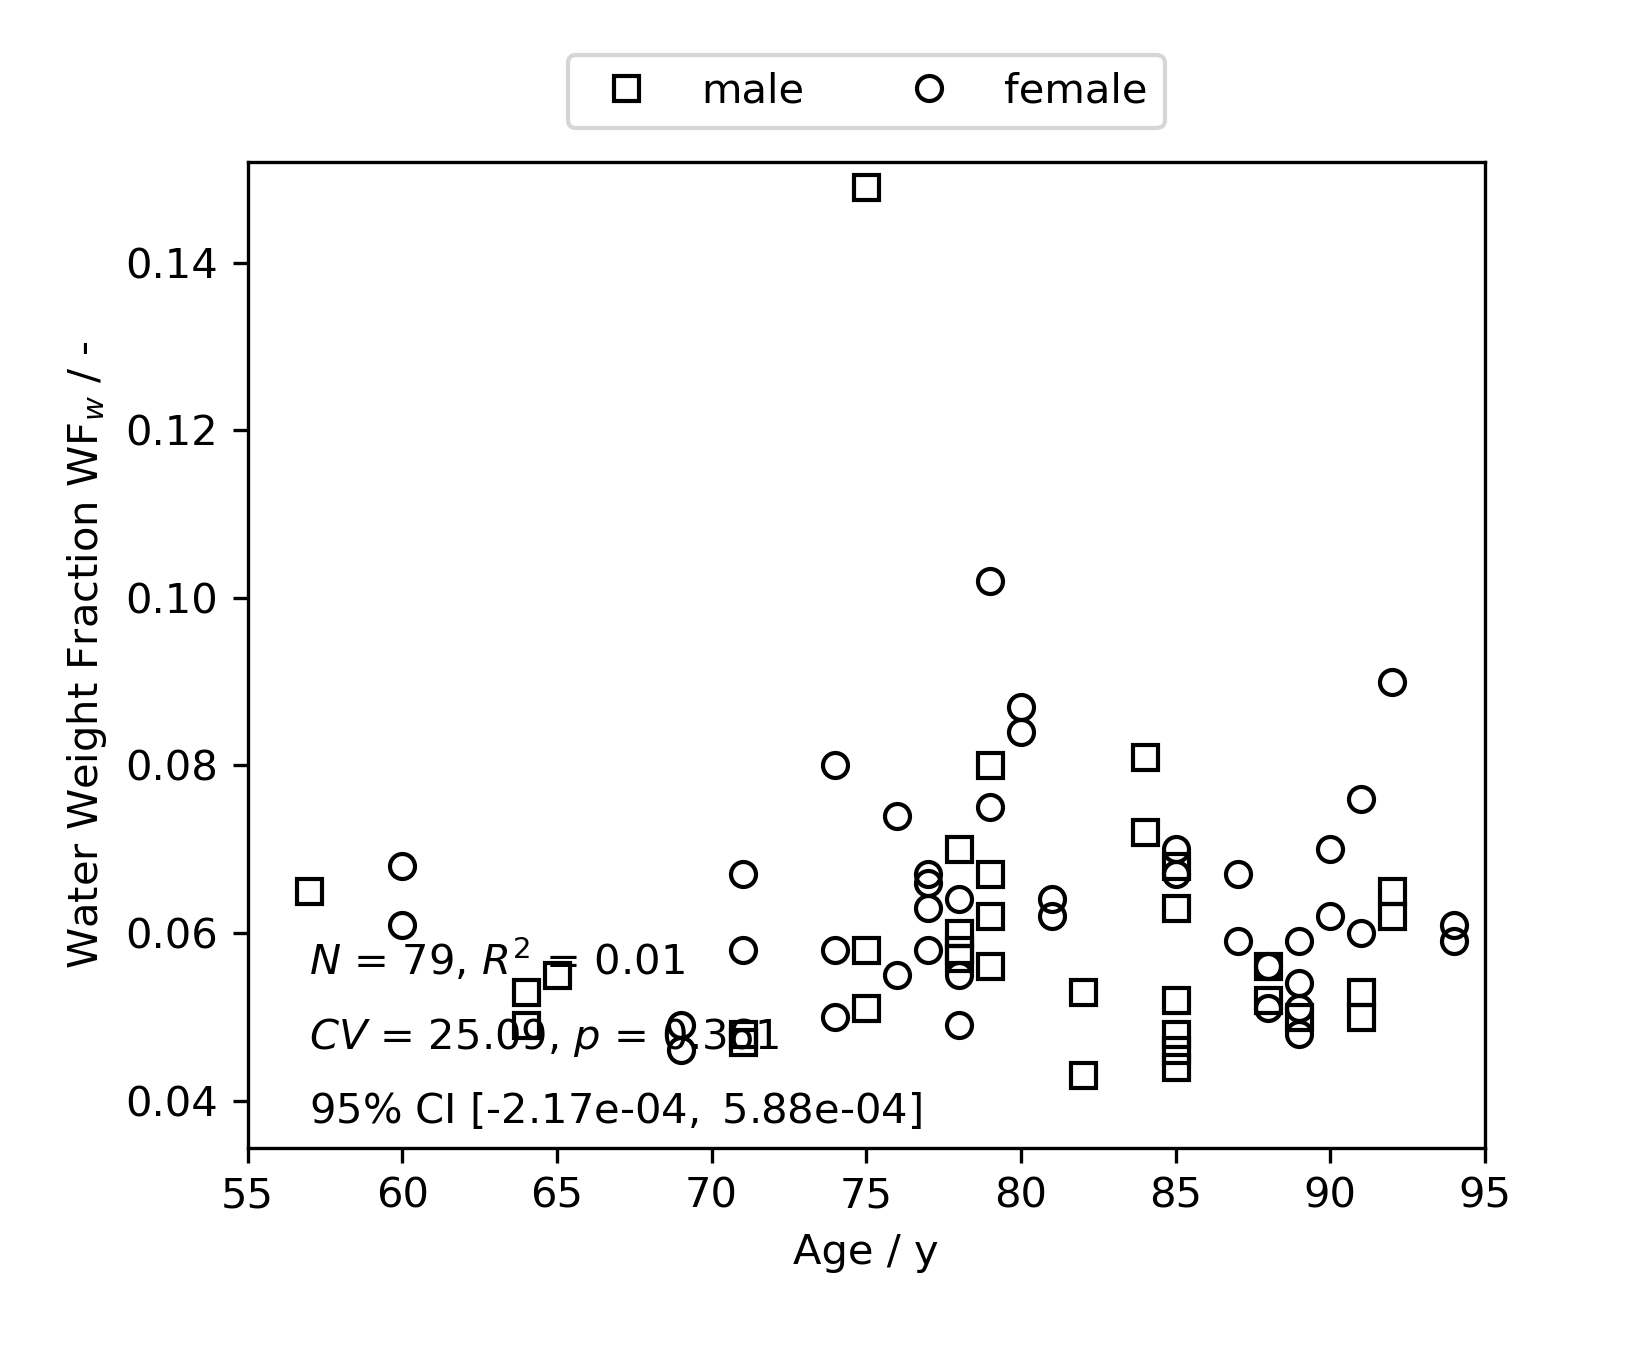 male female
0.14
0.12
0.10
0.08
0.06
0.04
Water Weight Fraction WF_w / -
N = 79, R² = 0.01
CV = 25.09, p = 0.361
95% CI [-2.17e-04, 5.88e-04]
55 60 65 70 75 80 85 90 95
Age / y